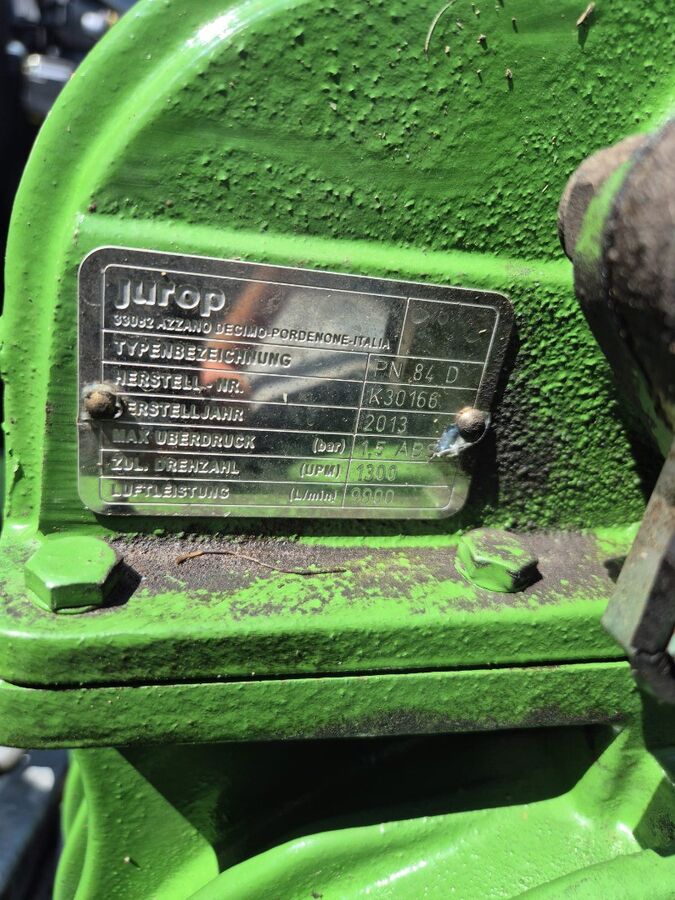 jurop
33082 AZZANO DECIMO-PORDENONE-ITALIA
TYPENBEZEICHNUNG PN 84 D
HERSTELL.-NR. K30166
HERSTELLJAHR 2013
MAX ÜBERDRUCK (bar) 1,5
ZUL. DREHZAHL (UPM) 1300
LUFTLEISTUNG (L/min) 9900